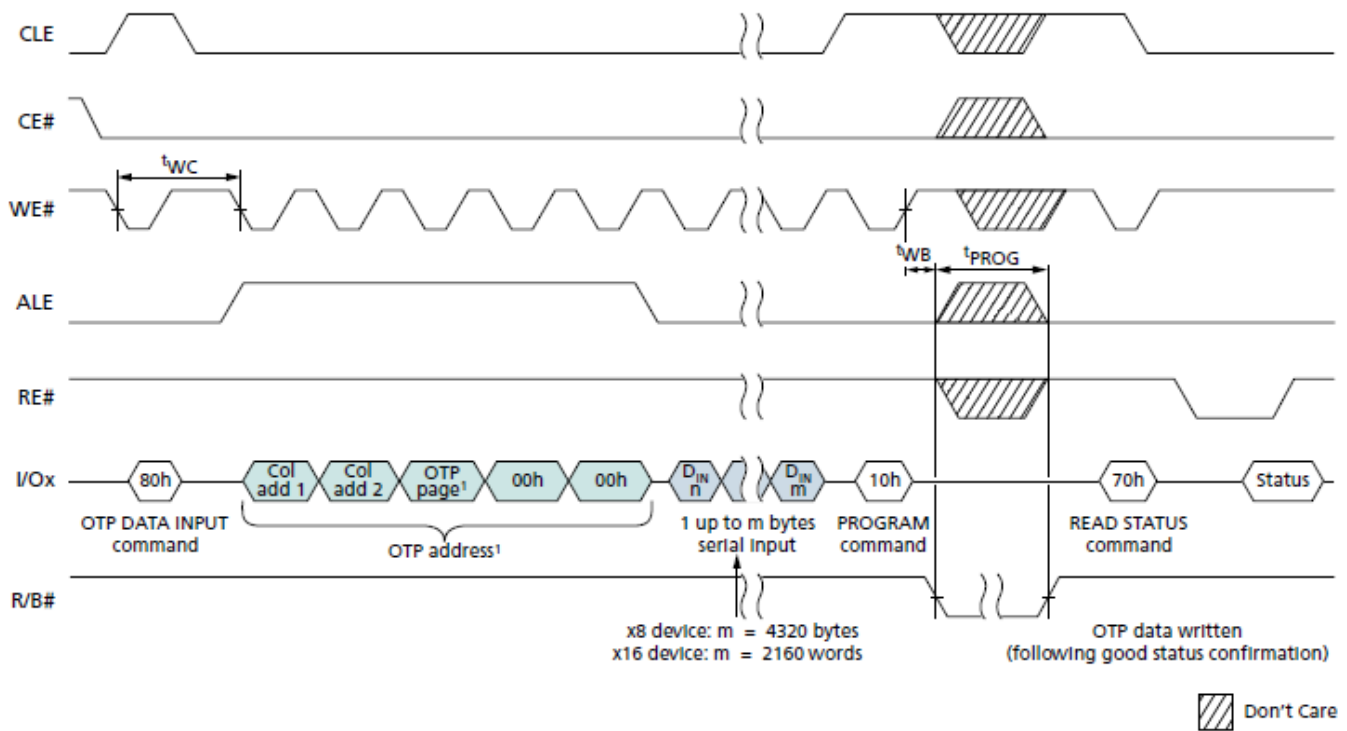 CLE
CE#
tWC
WE#
tWB
tPROG
ALE
RE#
I/Ox
80h
Col add 1
Col add 2
OTP page1
00h
00h
DIN n
DIN m
10h
70h
Status
OTP DATA INPUT command
OTP address1
1 up to m bytes serial input
PROGRAM command
READ STATUS command
R/B#
x8 device: m = 4320 bytes
x16 device: m = 2160 words
OTP data written
(following good status confirmation)
Don't Care